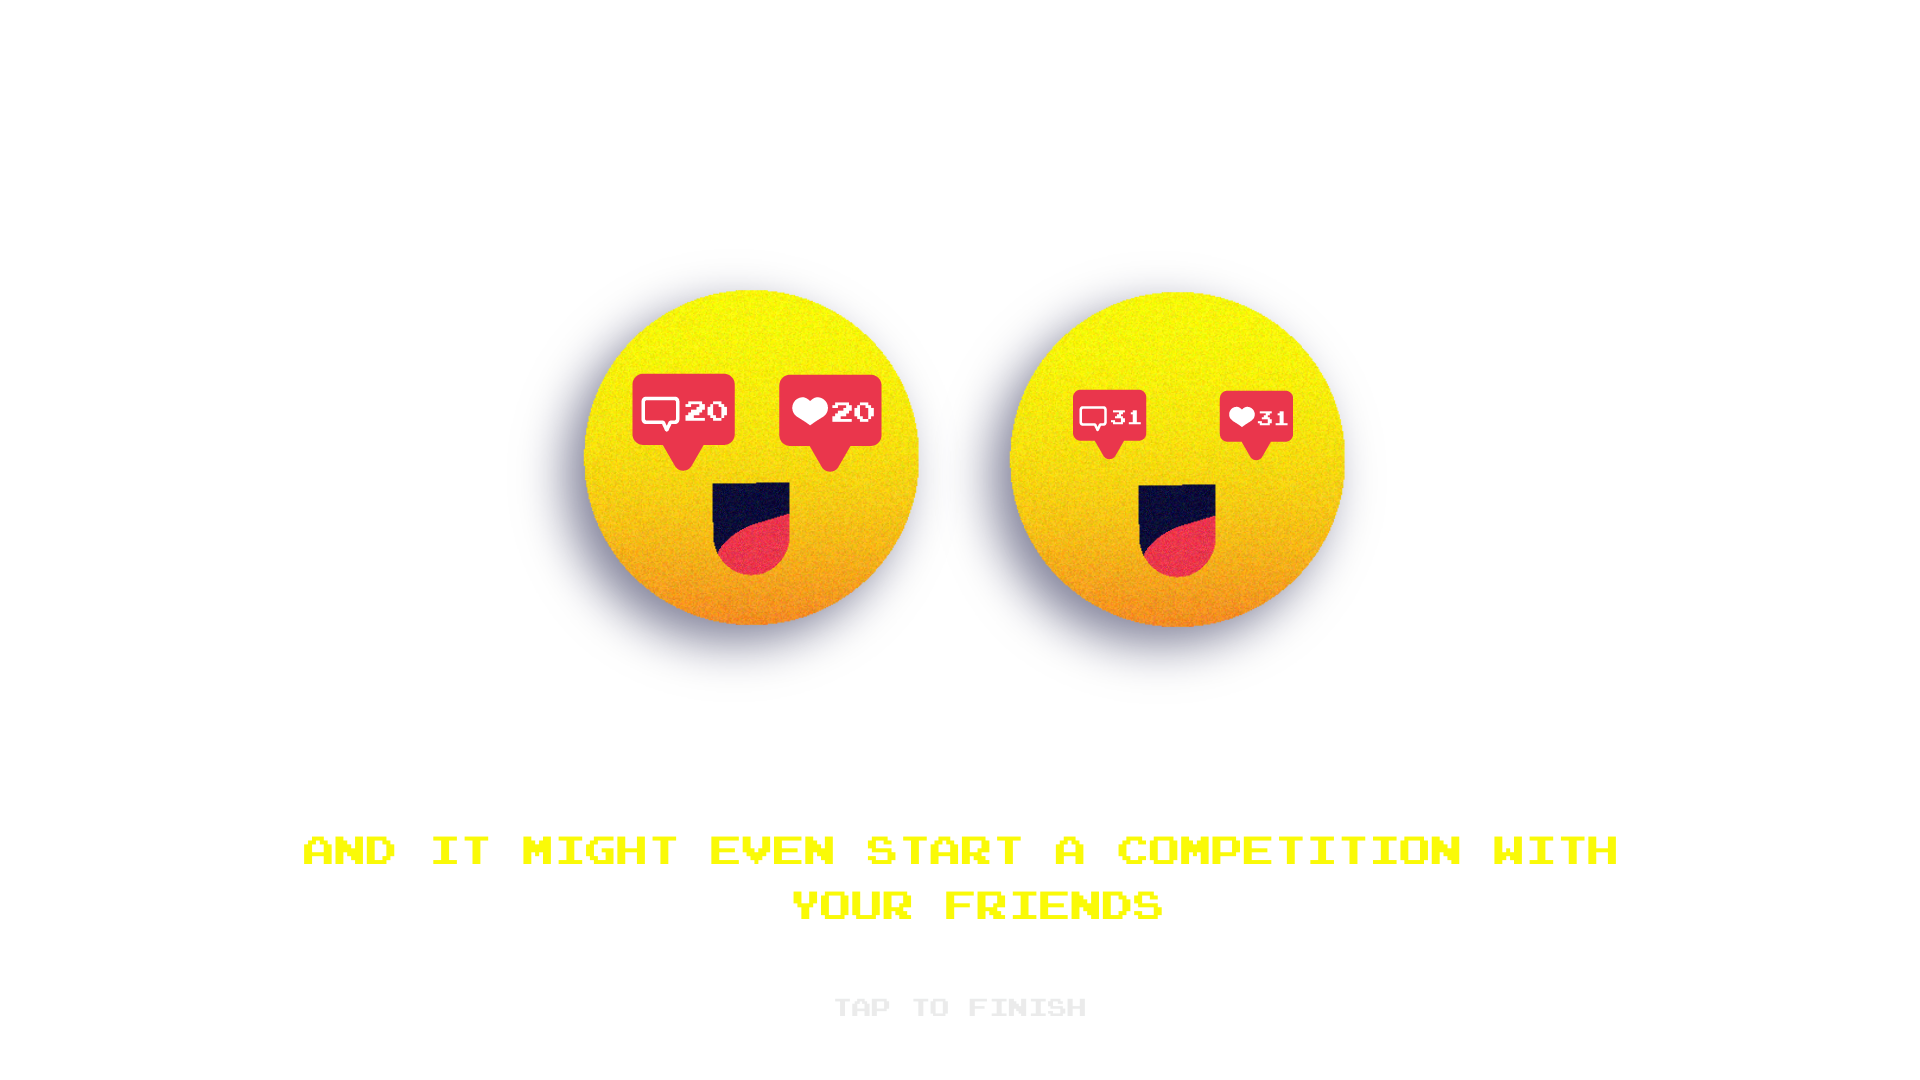 20 20 31 31
AND IT MIGHT EVEN START A COMPETITION WITH
YOUR FRIENDS
TAP TO FINISH